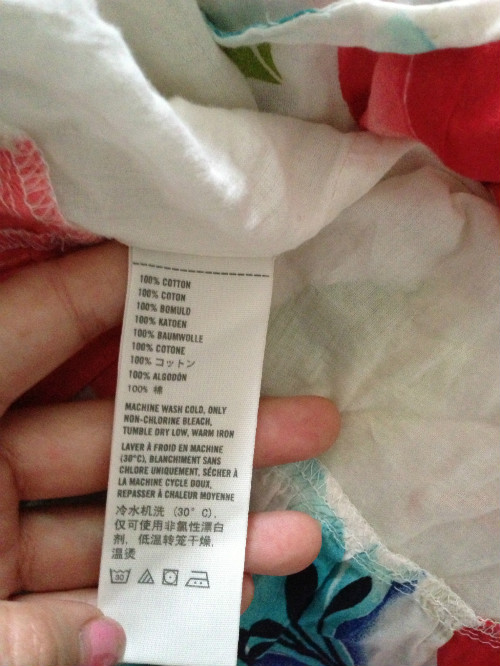 100% COTTON
100% COTON
100% BOMULD
100% KATOEN
100% BAUMWOLLE
100% COTONE
100% コットン
100% ALGODÓN
100% 棉
MACHINE WASH COLD, ONLY
NON-CHLORINE BLEACH,
TUMBLE DRY LOW, WARM IRON
LAVER À FROID EN MACHINE
(30°C), BLANCHIMENT SANS
CHLORE UNIQUEMENT, SÉCHER À
LA MACHINE CYCLE DOUX,
REPASSER À CHALEUR MOYENNE
冷水机洗 (30° C),
仅可使用非氯性漂白
剂, 低温转笼干燥,
温烫
30